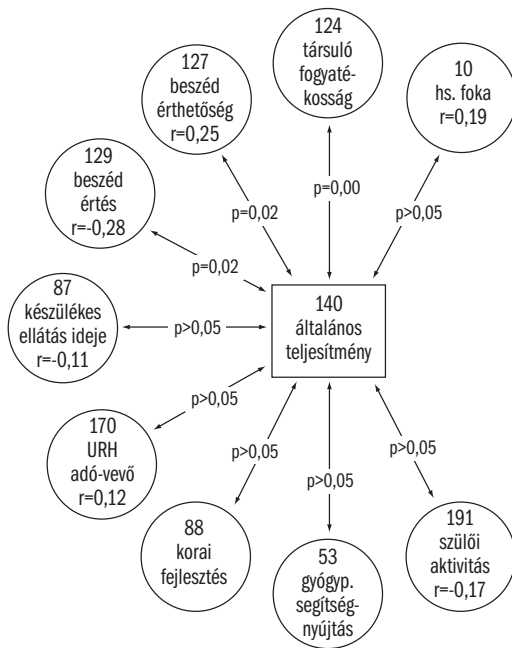 124
társuló
fogyaté-
kosság
127
beszéd
érthetőség
r=0,25
10
hs. foka
r=0,19
129
beszéd
értés
r=-0,28
p=0,02
p=0,00
p>0,05
p=0,02
87
készülékes
ellátás ideje
r=-0,11
p>0,05
140
általános
teljesítmény
170
URH
adó-vevő
r=0,12
p>0,05
p>0,05
p>0,05
p>0,05
88
korai
fejlesztés
53
gyógyp.
segítség-
nyújtás
191
szülői
aktivitás
r=-0,17